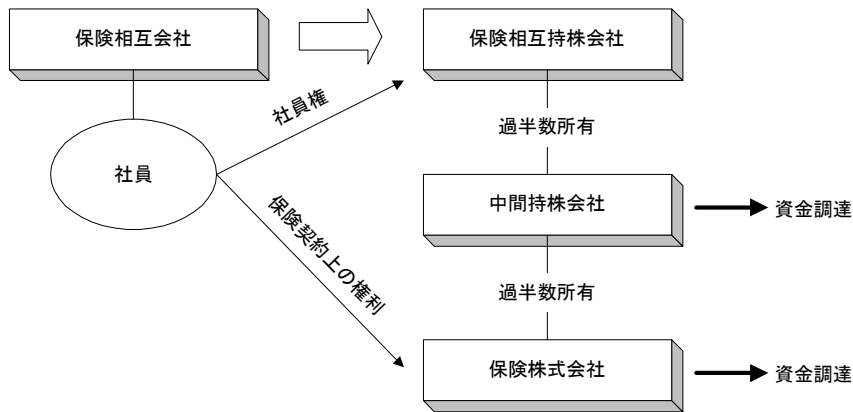 保険相互会社
保険相互持株会社
社員権
過半数所有
社員
中間持株会社
資金調達
保険契約上の権利
過半数所有
保険株式会社
資金調達